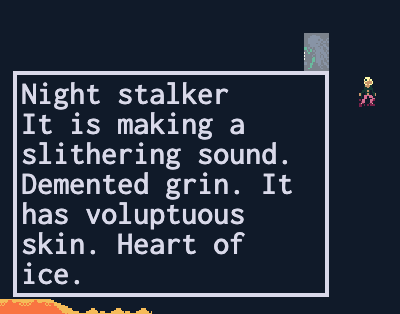 Night stalker
It is making a
slithering sound.
Demented grin. It
has voluptuous
skin. Heart of
ice.